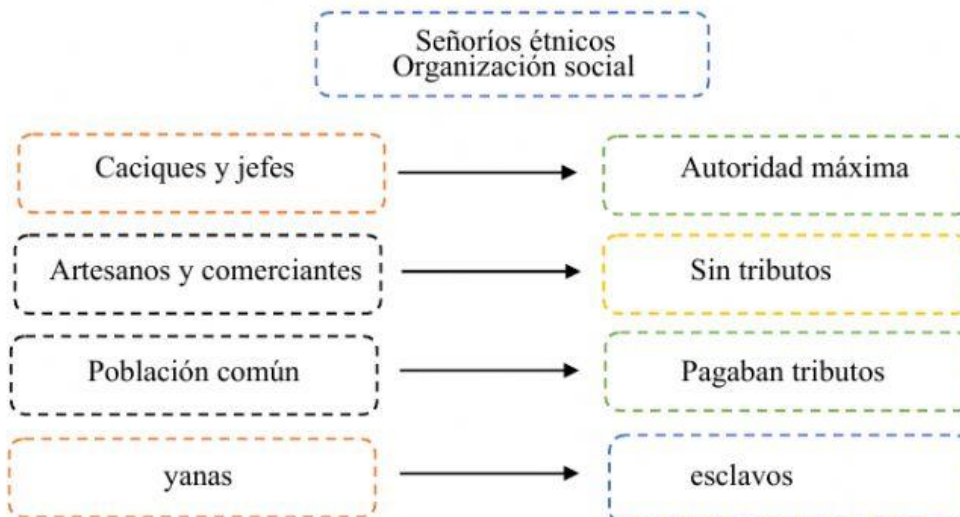 Señoríos étnicos
Organización social
Caciques y jefes
Autoridad máxima
Artesanos y comerciantes
Sin tributos
Población común
Pagaban tributos
yanas
esclavos